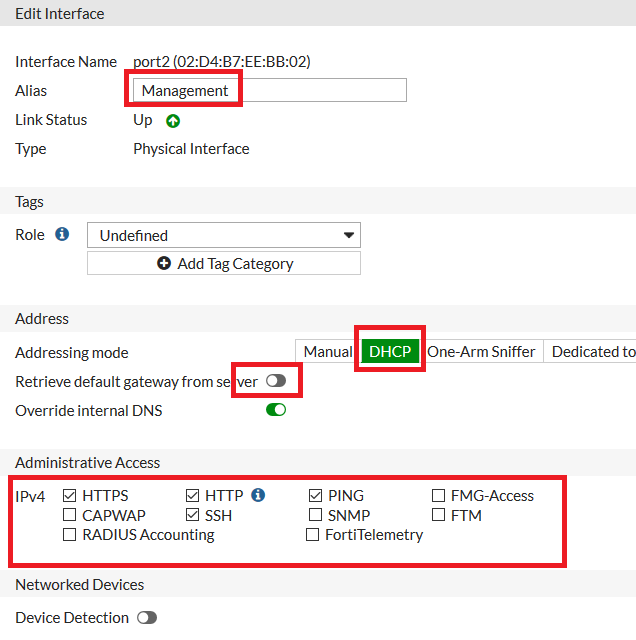 Edit Interface
Interface Name port2 (02:D4:B7:EE:BB:02)
Alias Management
Link Status Up
Type Physical Interface
Tags
Role Undefined
Add Tag Category
Address
Addressing mode Manual DHCP One-Arm Sniffer Dedicated to
Retrieve default gateway from server
Override internal DNS
Administrative Access
IPv4 HTTPS HTTP PING FMG-Access
CAPWAP SSH SNMP FTM
RADIUS Accounting FortiTelemetry
Networked Devices
Device Detection